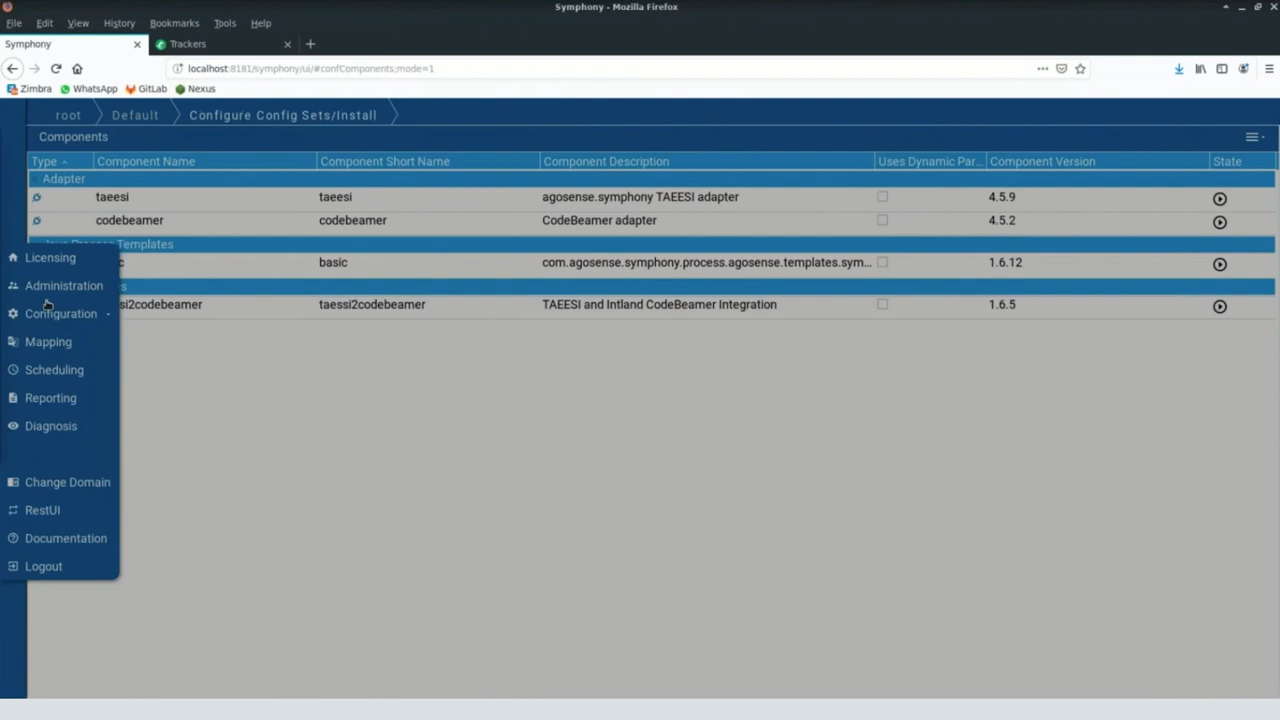 Symphony - Mozilla Firefox
File Edit View History Bookmarks Tools Help
Symphony Trackers
localhost:8181/symphony/ui/#confComponents;mode=1
Zimbra WhatsApp GitLab Nexus
root Default Configure Config Sets/Install
Components
Type Component Name Component Short Name Component Description Uses Dynamic Par... Component Version State
Adapter
taeesi taeesi agosense.symphony TAEESI adapter 4.5.9
codebeamer codebeamer CodeBeamer adapter 4.5.2
Java Process Templates
c basic com.agosense.symphony.process.agosense.templates.sym... 1.6.12
es
si2codebeamer taessi2codebeamer TAEESI and Intland CodeBeamer Integration 1.6.5
Licensing
Administration
Configuration
Mapping
Scheduling
Reporting
Diagnosis
Change Domain
RestUI
Documentation
Logout